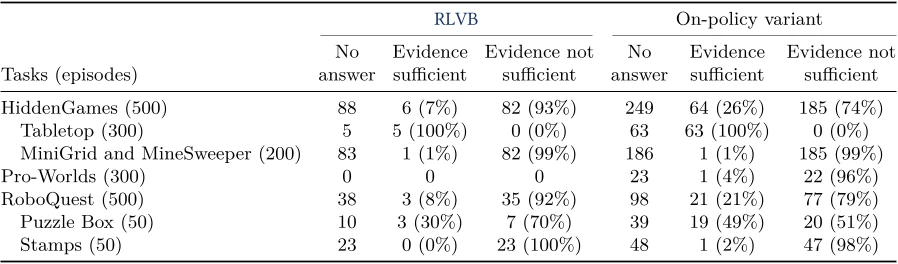 RLVB On-policy variant
No Evidence Evidence not No Evidence Evidence not
Tasks (episodes) answer sufficient sufficient answer sufficient sufficient
HiddenGames (500) 88 6 (7%) 82 (93%) 249 64 (26%) 185 (74%)
Tabletop (300) 5 5 (100%) 0 (0%) 63 63 (100%) 0 (0%)
MiniGrid and MineSweeper (200) 83 1 (1%) 82 (99%) 186 1 (1%) 185 (99%)
Pro-Worlds (300) 0 0 0 23 1 (4%) 22 (96%)
RoboQuest (500) 38 3 (8%) 35 (92%) 98 21 (21%) 77 (79%)
Puzzle Box (50) 10 3 (30%) 7 (70%) 39 19 (49%) 20 (51%)
Stamps (50) 23 0 (0%) 23 (100%) 48 1 (2%) 47 (98%)